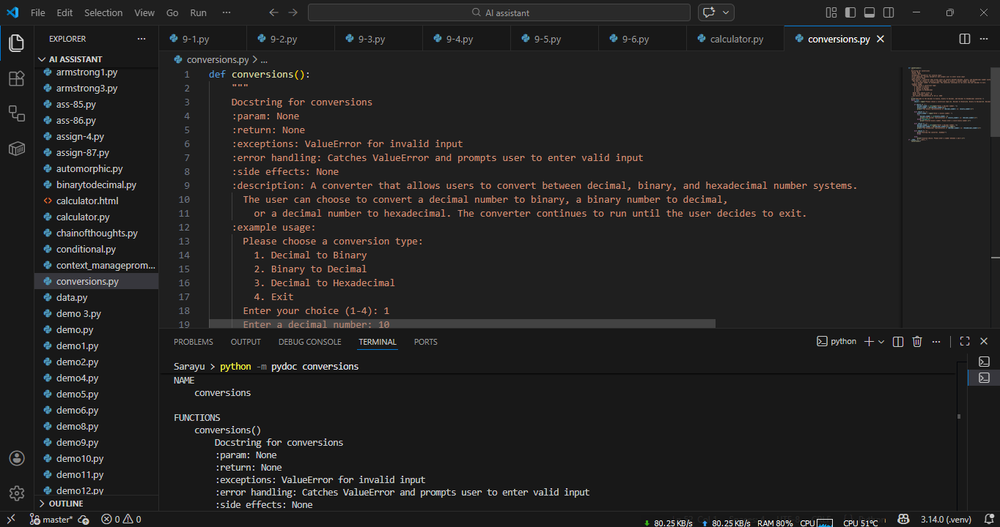 File Edit Selection View Go Run ··· AI assistant
EXPLORER ···
AI ASSISTANT
armstrong1.py
armstrong3.py
ass-85.py
ass-86.py
assign-4.py
assign-87.py
automorphic.py
binarytodecimal.py
calculator.html
calculator.py
chainofthoughts.py
conditional.py
context_manageprom...
conversions.py
data.py
demo 3.py
demo.py
demo1.py
demo2.py
demo4.py
demo5.py
demo6.py
demo8.py
demo9.py
demo10.py
demo11.py
demo12.py
OUTLINE
9-1.py 9-2.py 9-3.py 9-4.py 9-5.py 9-6.py calculator.py conversions.py
conversions.py > ...
1 def conversions():
2 """
3 Docstring for conversions
4 :param: None
5 :return: None
6 :exceptions: ValueError for invalid input
7 :error handling: Catches ValueError and prompts user to enter valid input
8 :side effects: None
9 :description: A converter that allows users to convert between decimal, binary, and hexadecimal number systems.
10 The user can choose to convert a decimal number to binary, a binary number to decimal,
11 or a decimal number to hexadecimal. The converter continues to run until the user decides to exit.
12 :example usage:
13 Please choose a conversion type:
14 1. Decimal to Binary
15 2. Binary to Decimal
16 3. Decimal to Hexadecimal
17 4. Exit
18 Enter your choice (1-4): 1
19 Enter a decimal number: 10
PROBLEMS OUTPUT DEBUG CONSOLE TERMINAL PORTS python
Sarayu > python -m pydoc conversions
NAME
conversions
FUNCTIONS
conversions()
Docstring for conversions
:param: None
:return: None
:exceptions: ValueError for invalid input
:error handling: Catches ValueError and prompts user to enter valid input
:side effects: None
master* 0 0 80.25 KB/s 80.25 KB/s RAM 80% CPU CPU 51°C 3.14.0 (.venv)